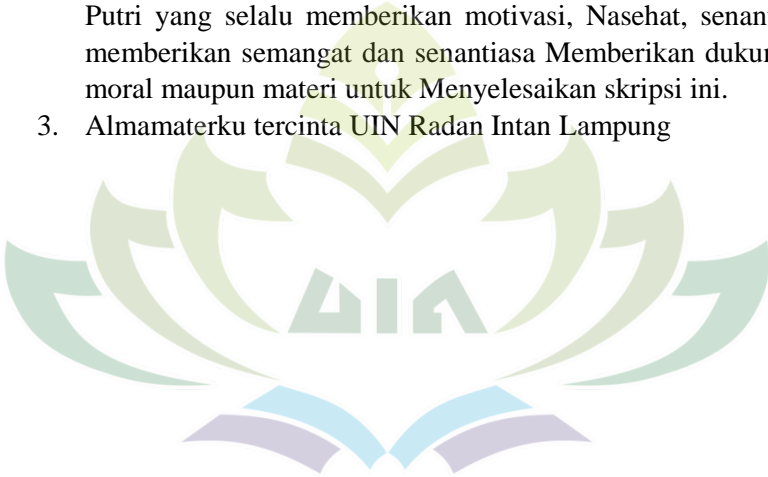 Putri yang selalu memberikan motivasi, Nasehat,
memberikan semangat dan senantiasa Memberikan
moral maupun materi untuk Menyelesaikan skripsi ini.
3. Almamaterku tercinta UIN Radan Intan Lampung
UIN